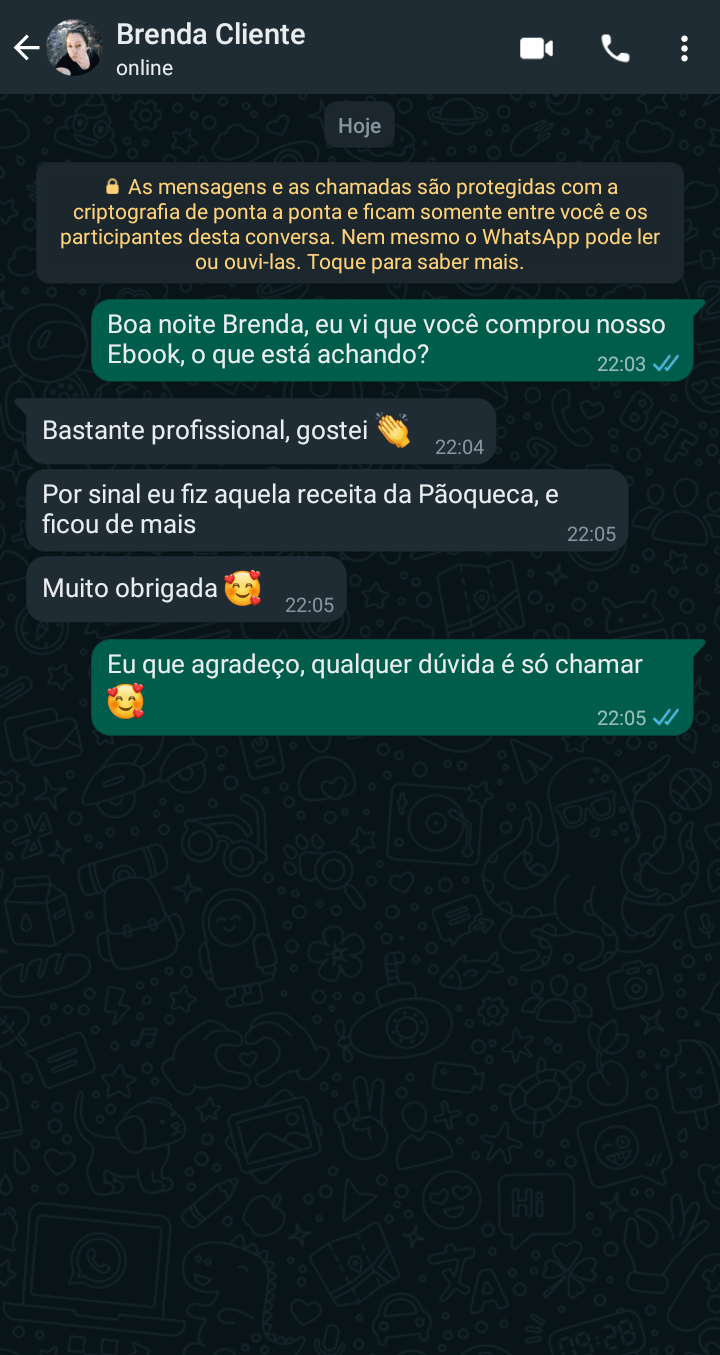 Brenda Cliente
online
Hoje
🔒 As mensagens e as chamadas são protegidas com a
criptografia de ponta a ponta e ficam somente entre você e os
participantes desta conversa. Nem mesmo o WhatsApp pode ler
ou ouvi-las. Toque para saber mais.
Boa noite Brenda, eu vi que você comprou nosso
Ebook, o que está achando?
22:03
Bastante profissional, gostei 👏
22:04
Por sinal eu fiz aquela receita da Pãoqueca, e
ficou de mais
22:05
Muito obrigada 🥰
22:05
Eu que agradeço, qualquer dúvida é só chamar
🥰
22:05